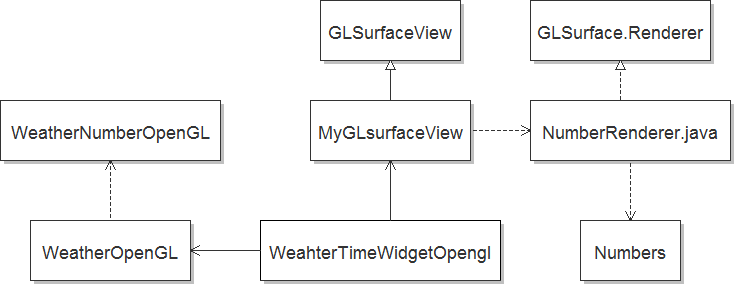 GLSurfaceView
GLSurface.Renderer
WeatherNumberOpenGL
MyGLsurfaceView
NumberRenderer.java
WeatherOpenGL
WeahterTimeWidgetOpengl
Numbers